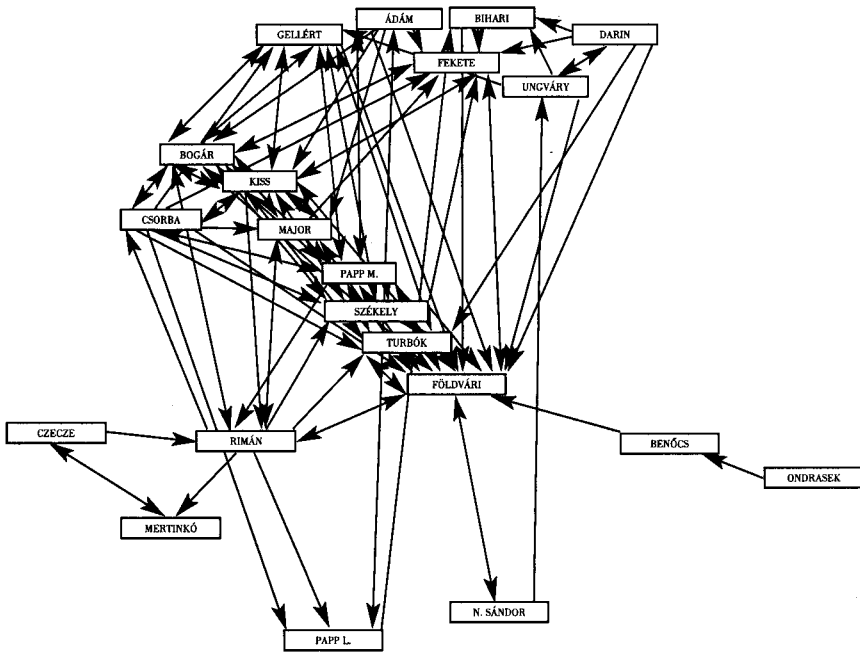 ÁDÁM
BIHARI
GELLÉRT
DARIN
FEKETE
UNGVÁRY
BOGÁR
KISS
CSORBA
MAJOR
PAPP M.
SZÉKELY
TURBÓK
FÖLDVÁRI
CZECZE
RIMÁN
BENŐCS
ONDRASEK
MERTINKÓ
N. SÁNDOR
PAPP L.